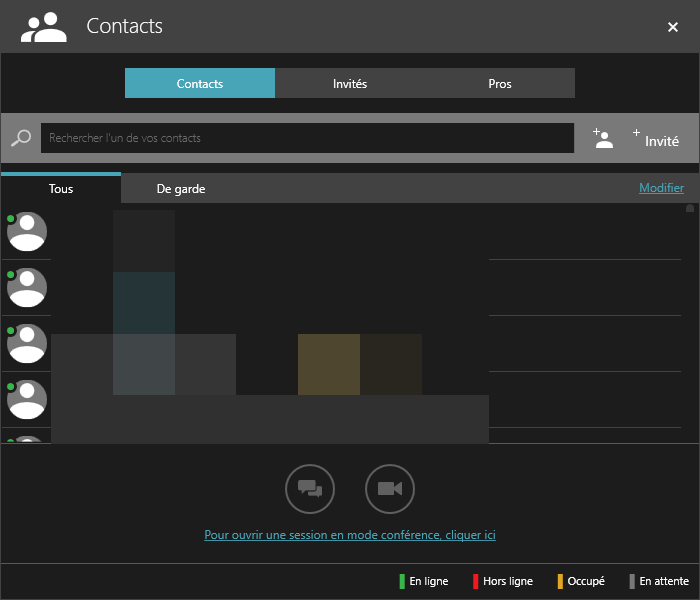 Contacts
Contacts Invités Pros
Rechercher l'un de vos contacts + + Invité
Tous De garde Modifier
Pour ouvrir une session en mode conférence, cliquer ici
En ligne Hors ligne Occupé En attente